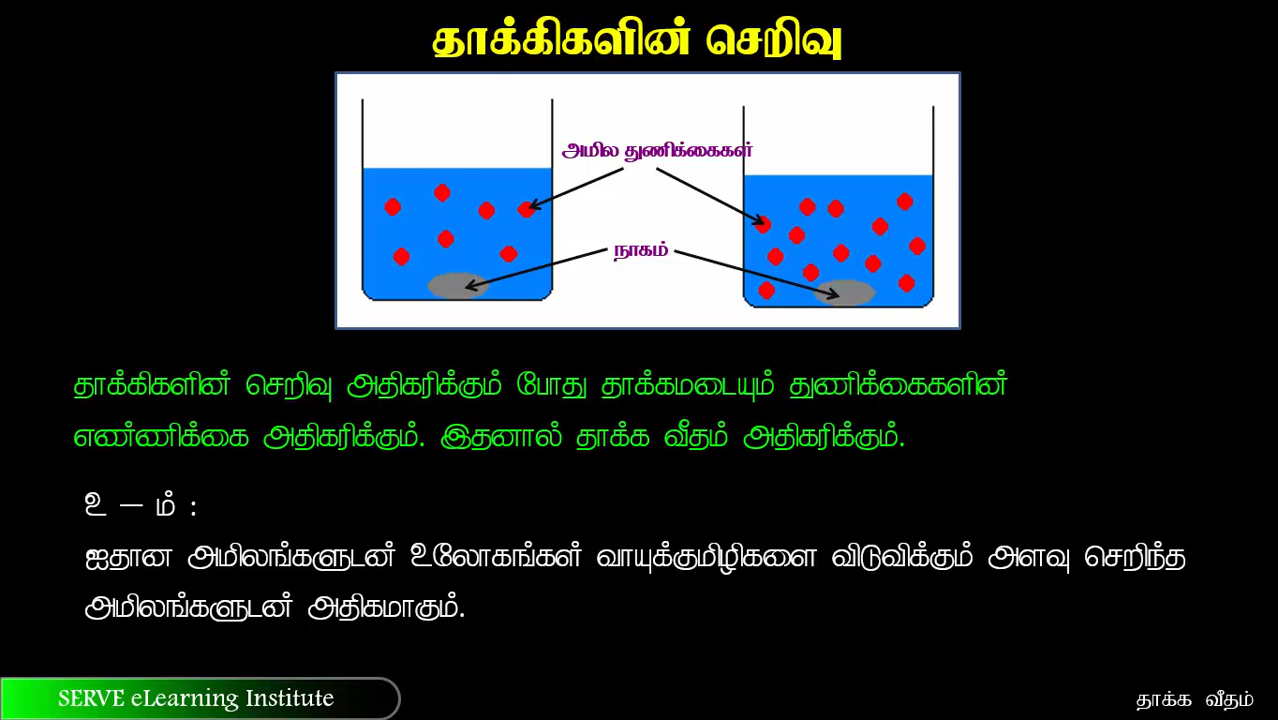 தாக்கிகளின் செறிவு
அமில துணிக்கைகள்
நாகம்
தாக்கிகளின் செறிவு அதிகரிக்கும் போது தாக்கமடையும் துணிக்கைகளின்
எண்ணிக்கை அதிகரிக்கும். இதனால் தாக்க வீதம் அதிகரிக்கும்.
உ – ம் :
ஐதான அமிலங்களுடன் உலோகங்கள் வாயுக்குமிழிகளை விடுவிக்கும் அளவு செறிந்த
அமிலங்களுடன் அதிகமாகும்.
SERVE eLearning Institute
தாக்க வீதம்